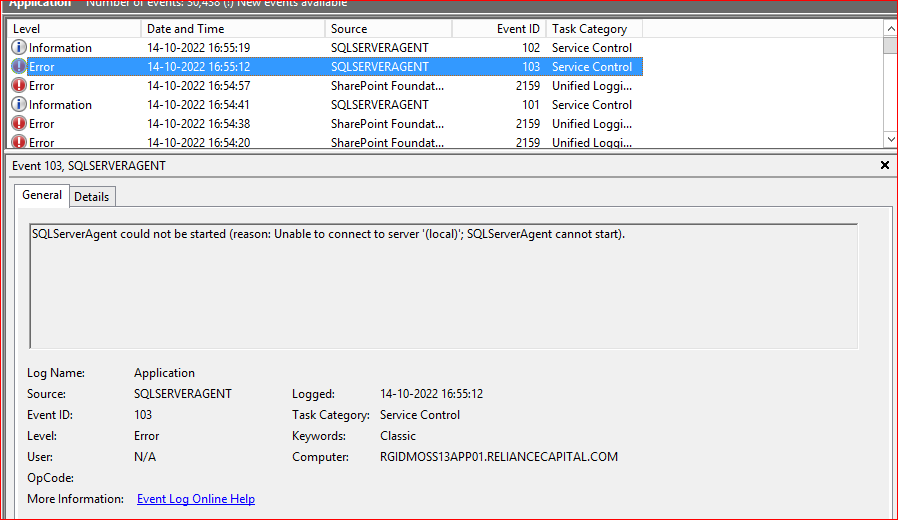 Application Number of events: 30,438 (!) New events available
Level Date and Time Source Event ID Task Category
Information 14-10-2022 16:55:19 SQLSERVERAGENT 102 Service Control
Error 14-10-2022 16:55:12 SQLSERVERAGENT 103 Service Control
Error 14-10-2022 16:54:57 SharePoint Foundat... 2159 Unified Loggi...
Information 14-10-2022 16:54:41 SQLSERVERAGENT 101 Service Control
Error 14-10-2022 16:54:38 SharePoint Foundat... 2159 Unified Loggi...
Error 14-10-2022 16:54:20 SharePoint Foundat... 2159 Unified Loggi...
Event 103, SQLSERVERAGENT
General Details
SQLServerAgent could not be started (reason: Unable to connect to server '(local)'; SQLServerAgent cannot start).
Log Name: Application
Source: SQLSERVERAGENT Logged: 14-10-2022 16:55:12
Event ID: 103 Task Category: Service Control
Level: Error Keywords: Classic
User: N/A Computer: RGIDMOSS13APP01.RELIANCECAPITAL.COM
OpCode:
More Information: Event Log Online Help